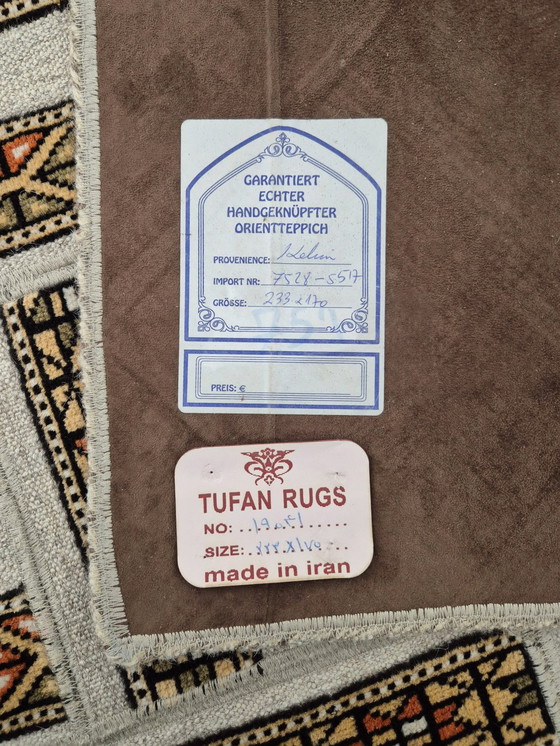 GARANTIERT
ECHTER
HANDGEKNÜPFTER
ORIENTTEPPICH
PROVENIENCE: Kelim
IMPORT NR: 7528-5517
GRÖSSE: 233 x 170
PREIS: €
TUFAN RUGS
NO:
SIZE:
made in iran